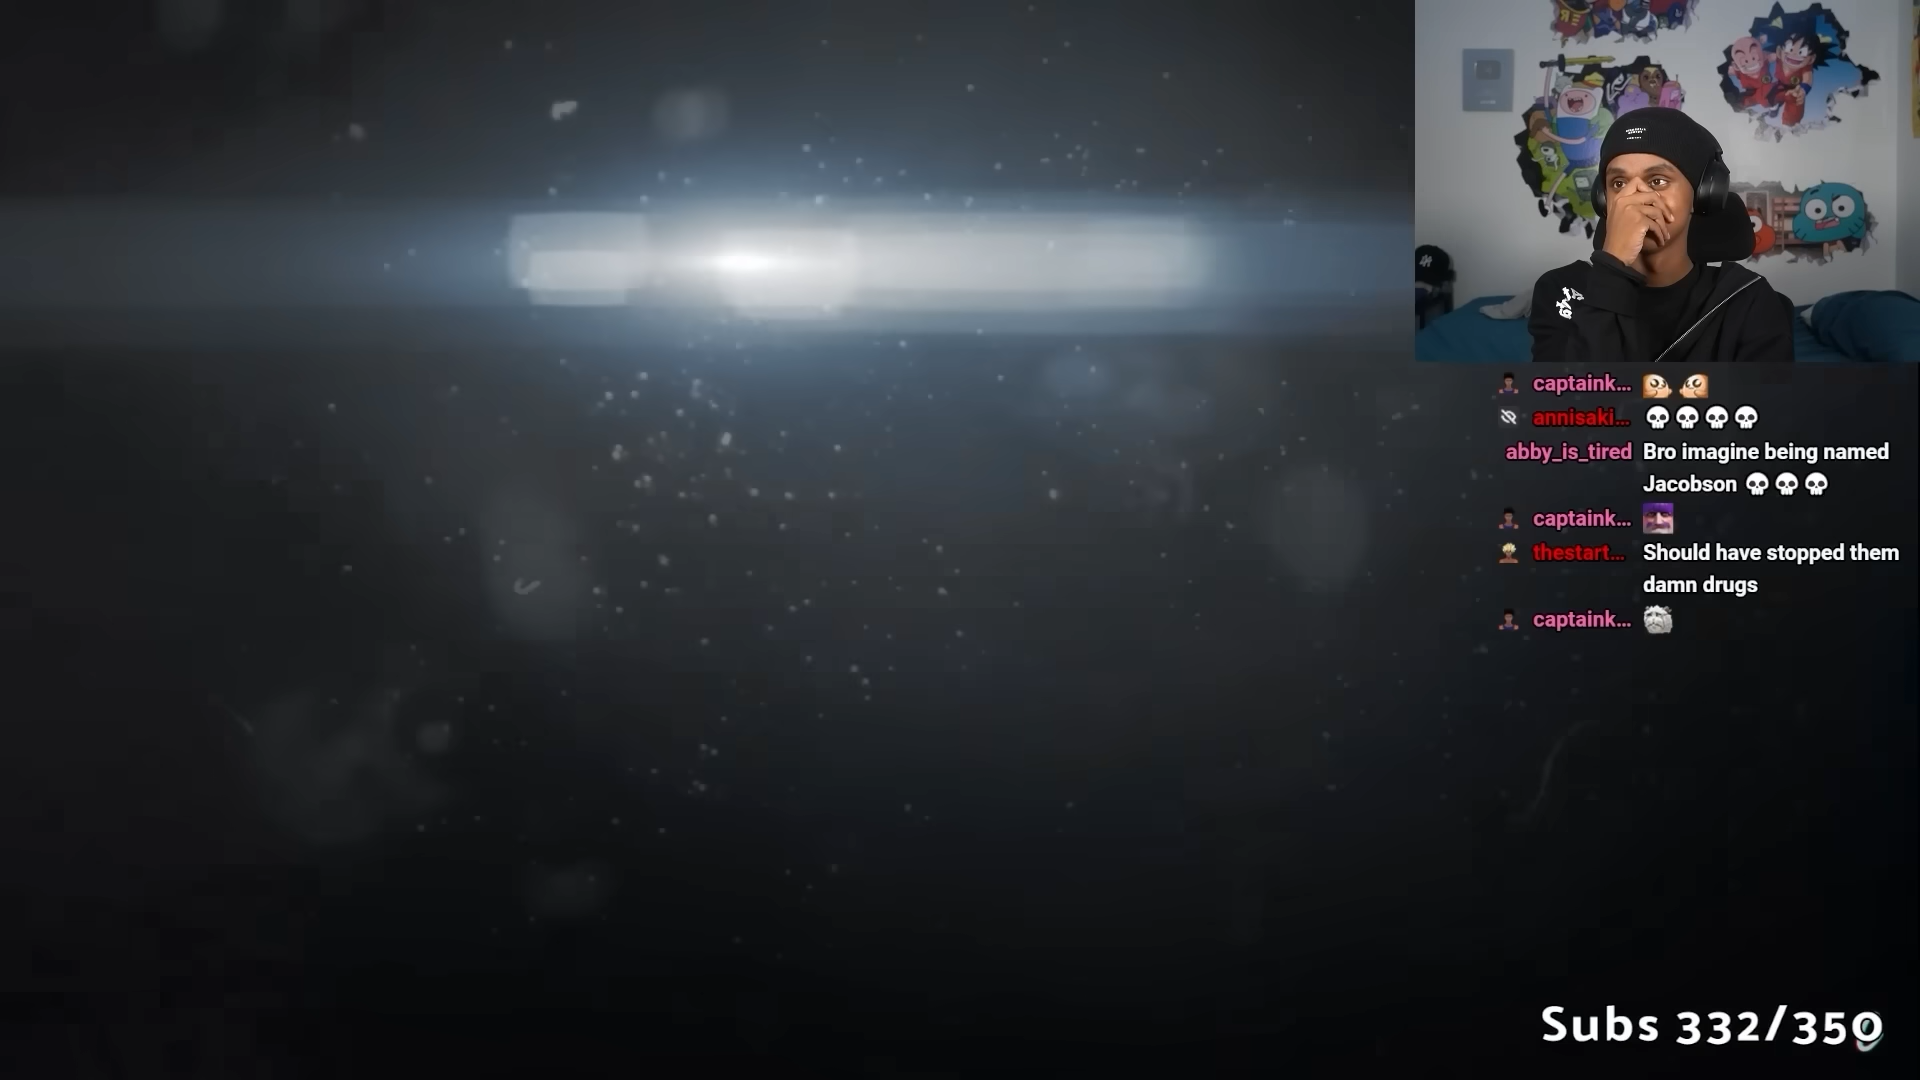 captaink...
annisaki... 💀💀💀💀
abby_is_tired Bro imagine being named
Jacobson 💀💀💀
captaink...
thestart... Should have stopped them
damn drugs
captaink...
Subs 332/350